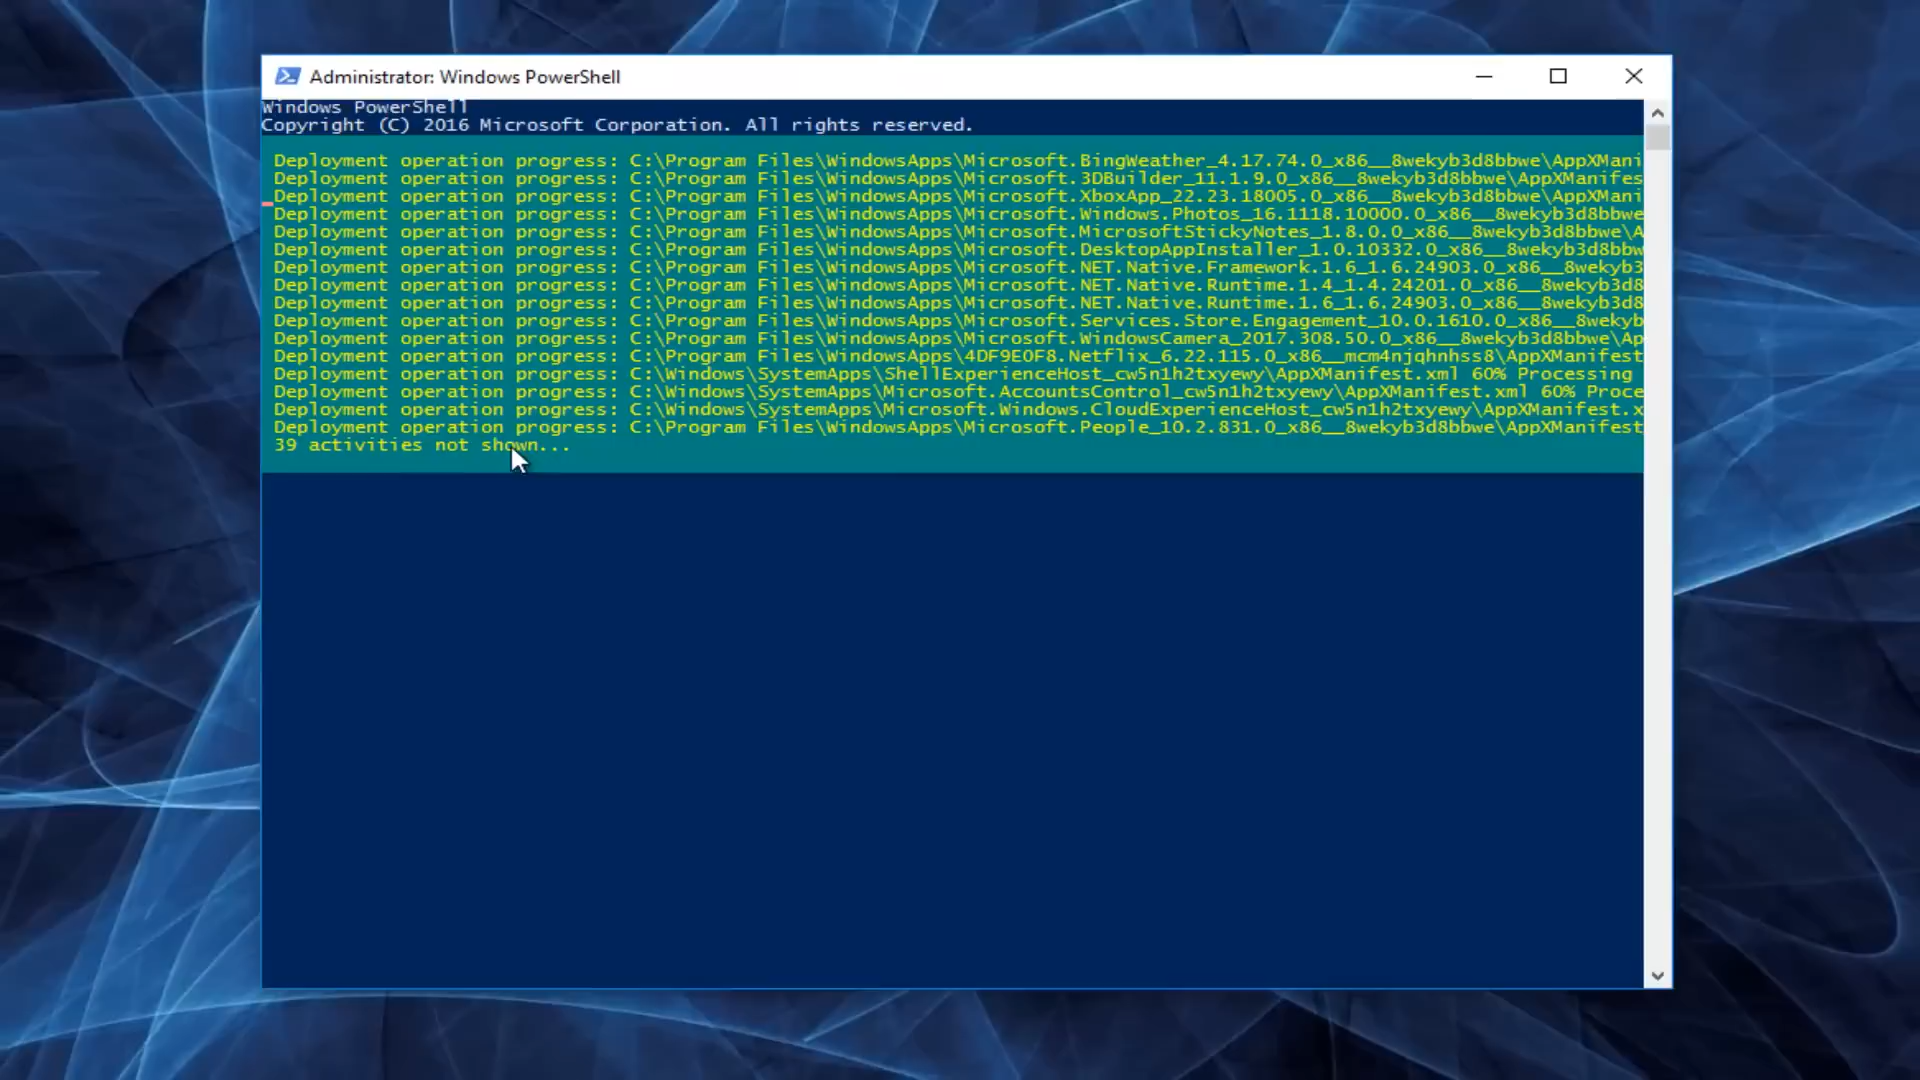 Administrator: Windows PowerShell
Windows PowerShell
Copyright (C) 2016 Microsoft Corporation. All rights reserved.
Deployment operation progress: C:\Program Files\WindowsApps\Microsoft.BingWeather_4.17.74.0_x86__8wekyb3d8bbwe\AppXMani
Deployment operation progress: C:\Program Files\WindowsApps\Microsoft.3DBuilder_11.1.9.0_x86__8wekyb3d8bbwe\AppXManifes
Deployment operation progress: C:\Program Files\WindowsApps\Microsoft.XboxApp_22.23.18005.0_x86__8wekyb3d8bbwe\AppXMani
Deployment operation progress: C:\Program Files\WindowsApps\Microsoft.Windows.Photos_16.1118.10000.0_x86__8wekyb3d8bbwe
Deployment operation progress: C:\Program Files\WindowsApps\Microsoft.MicrosoftStickyNotes_1.8.0.0_x86__8wekyb3d8bbwe\A
Deployment operation progress: C:\Program Files\WindowsApps\Microsoft.DesktopAppInstaller_1.0.10332.0_x86__8wekyb3d8bbw
Deployment operation progress: C:\Program Files\WindowsApps\Microsoft.NET.Native.Framework.1.6_1.6.24903.0_x86__8wekyb3
Deployment operation progress: C:\Program Files\WindowsApps\Microsoft.NET.Native.Runtime.1.4_1.4.24201.0_x86__8wekyb3d8
Deployment operation progress: C:\Program Files\WindowsApps\Microsoft.NET.Native.Runtime.1.6_1.6.24903.0_x86__8wekyb3d8
Deployment operation progress: C:\Program Files\WindowsApps\Microsoft.Services.Store.Engagement_10.0.1610.0_x86__8wekyb
Deployment operation progress: C:\Program Files\WindowsApps\Microsoft.WindowsCamera_2017.308.50.0_x86__8wekyb3d8bbwe\Ap
Deployment operation progress: C:\Program Files\WindowsApps\4DF9E0F8.Netflix_6.22.115.0_x86__mcm4njqhnhss8\AppXManifest
Deployment operation progress: C:\Windows\SystemApps\ShellExperienceHost_cw5n1h2txyewy\AppXManifest.xml 60% Processing
Deployment operation progress: C:\Windows\SystemApps\Microsoft.AccountsControl_cw5n1h2txyewy\AppXManifest.xml 60% Proce
Deployment operation progress: C:\Windows\SystemApps\Microsoft.Windows.CloudExperienceHost_cw5n1h2txyewy\AppXManifest.x
Deployment operation progress: C:\Program Files\WindowsApps\Microsoft.People_10.2.831.0_x86__8wekyb3d8bbwe\AppXManifest
39 activities not shown...